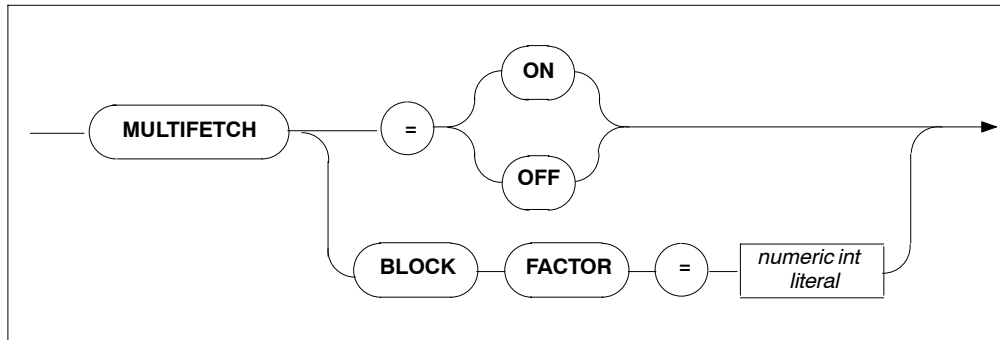 ON
MULTIFETCH
=
OFF
BLOCK
FACTOR
=
numeric int
literal